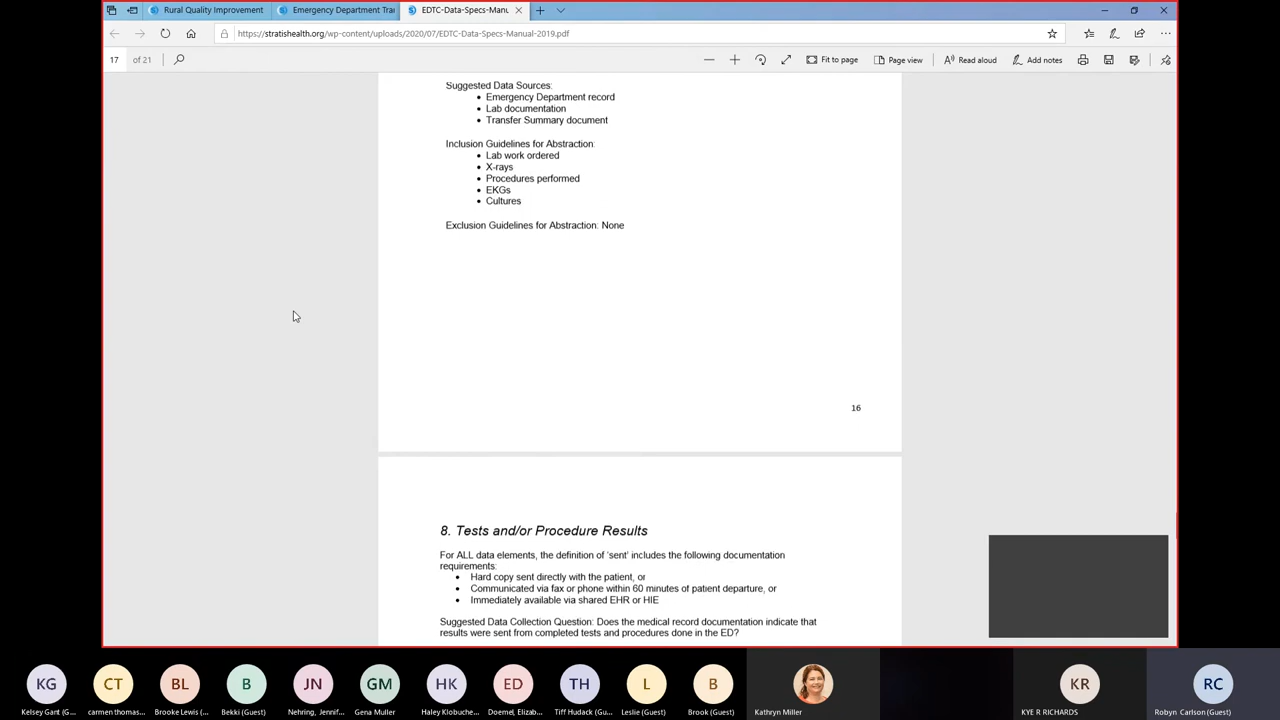 Rural Quality Improvement
Emergency Department Tra
EDTC-Data-Specs-Manu
https://stratishealth.org/wp-content/uploads/2020/07/EDTC-Data-Specs-Manual-2019.pdf
17 of 21
Fit to page
Page view
Read aloud
Add notes
Suggested Data Sources:
• Emergency Department record
• Lab documentation
• Transfer Summary document
Inclusion Guidelines for Abstraction:
• Lab work ordered
• X-rays
• Procedures performed
• EKGs
• Cultures
Exclusion Guidelines for Abstraction: None
16
8. Tests and/or Procedure Results
For ALL data elements, the definition of 'sent' includes the following documentation
requirements:
• Hard copy sent directly with the patient, or
• Communicated via fax or phone within 60 minutes of patient departure, or
• Immediately available via shared EHR or HIE
Suggested Data Collection Question: Does the medical record documentation indicate that
results were sent from completed tests and procedures done in the ED?
KG
CT
BL
B
JN
GM
HK
ED
TH
L
B
KR
RC
Kelsey Gant (G...
carmen thomas...
Brooke Lewis (...
Bekki (Guest)
Nehring, Jennif...
Gena Muller
Haley Klobuche...
Doemel, Elizab...
Tiff Hudack (Gu...
Leslie (Guest)
Brook (Guest)
Kathryn Miller
KYE R RICHARDS
Robyn Carlson (Guest)